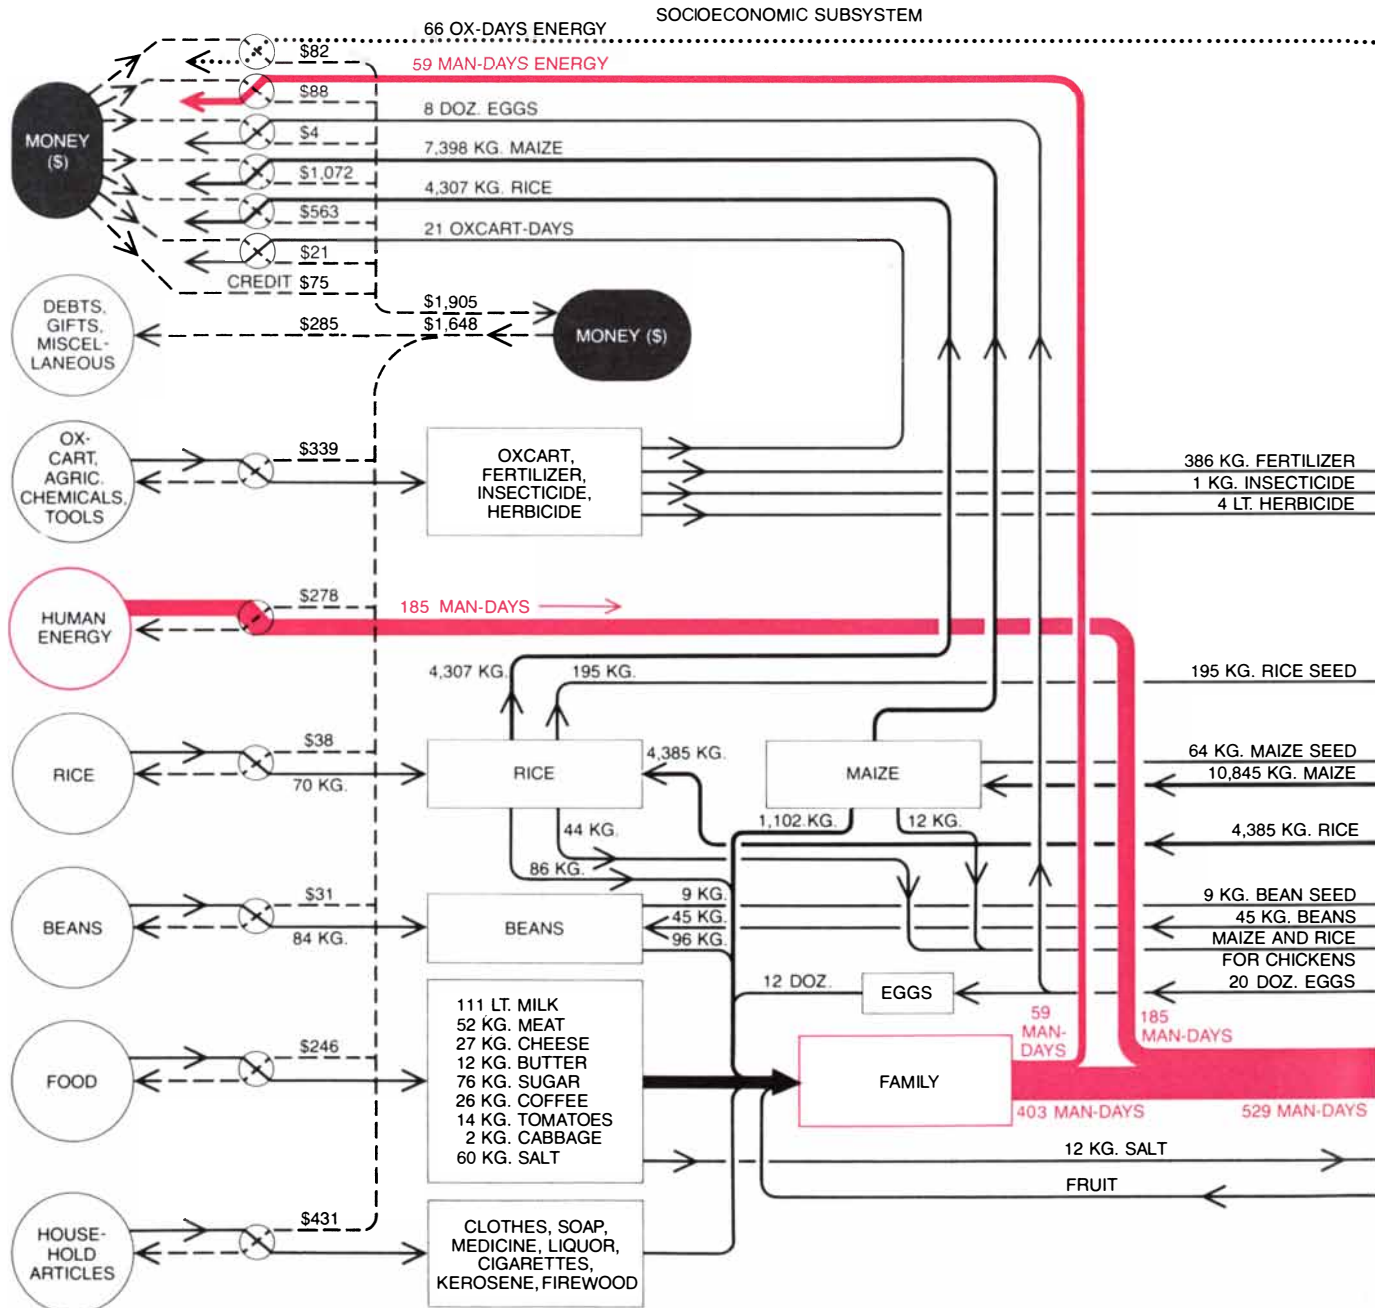 SOCIOECONOMIC SUBSYSTEM
66 OX-DAYS ENERGY
$82
59 MAN-DAYS ENERGY
$88
8 DOZ. EGGS
$4
MONEY
($)
7,398 KG. MAIZE
$1,072
4,307 KG. RICE
$563
21 OXCART-DAYS
$21
CREDIT $75
DEBTS,
GIFTS,
MISCEL-
LANEOUS
$285
$1,905
$1,648
MONEY ($)
OX-
CART,
AGRIC.
CHEMICALS,
TOOLS
$339
OXCART,
FERTILIZER,
INSECTICIDE,
HERBICIDE
386 KG. FERTILIZER
1 KG. INSECTICIDE
4 LT. HERBICIDE
HUMAN
ENERGY
$278
185 MAN-DAYS
4,307 KG.
195 KG.
195 KG. RICE SEED
RICE
$38
70 KG.
RICE
4,385 KG.
MAIZE
64 KG. MAIZE SEED
10,845 KG. MAIZE
44 KG.
1,102 KG.
12 KG.
4,385 KG. RICE
86 KG.
BEANS
$31
84 KG.
BEANS
9 KG.
45 KG.
96 KG.
9 KG. BEAN SEED
45 KG. BEANS
MAIZE AND RICE
FOR CHICKENS
20 DOZ. EGGS
12 DOZ.
EGGS
FOOD
$246
111 LT. MILK
52 KG. MEAT
27 KG. CHEESE
12 KG. BUTTER
76 KG. SUGAR
26 KG. COFFEE
14 KG. TOMATOES
2 KG. CABBAGE
60 KG. SALT
FAMILY
59
MAN-
DAYS
185
MAN-DAYS
403 MAN-DAYS
529 MAN-DAYS
12 KG. SALT
FRUIT
HOUSE-
HOLD
ARTICLES
$431
CLOTHES, SOAP,
MEDICINE, LIQUOR,
CIGARETTES,
KEROSENE, FIREWOOD